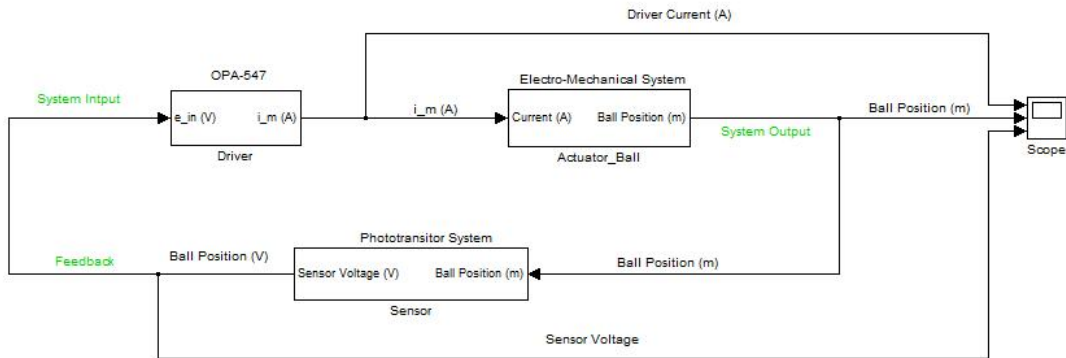 Driver Current (A)
OPA-547
Electro-Mechanical System
System Intput
e_in (V)
i_m (A)
i_m (A)
Current (A)
Ball Position (m)
Ball Position (m)
System Output
Driver
Actuator_Ball
Scope
Phototransitor System
Feedback
Ball Position (V)
Sensor Voltage (V)
Ball Position (m)
Ball Position (m)
Sensor
Sensor Voltage